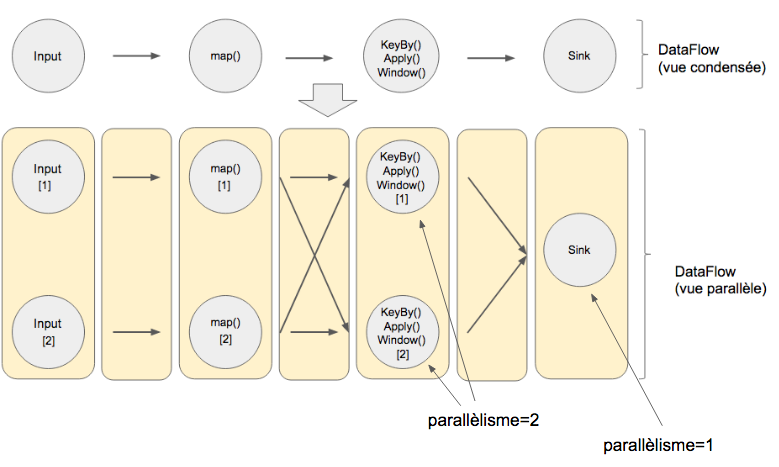 Input
map()
KeyBy()
Apply()
Window()
Sink
DataFlow
(vue condensée)
Input
[1]
map()
[1]
KeyBy()
Apply()
Window()
[1]
Sink
DataFlow
(vue parallèle)
Input
[2]
map()
[2]
KeyBy()
Apply()
Window()
[2]
parallèlisme=2
parallèlisme=1